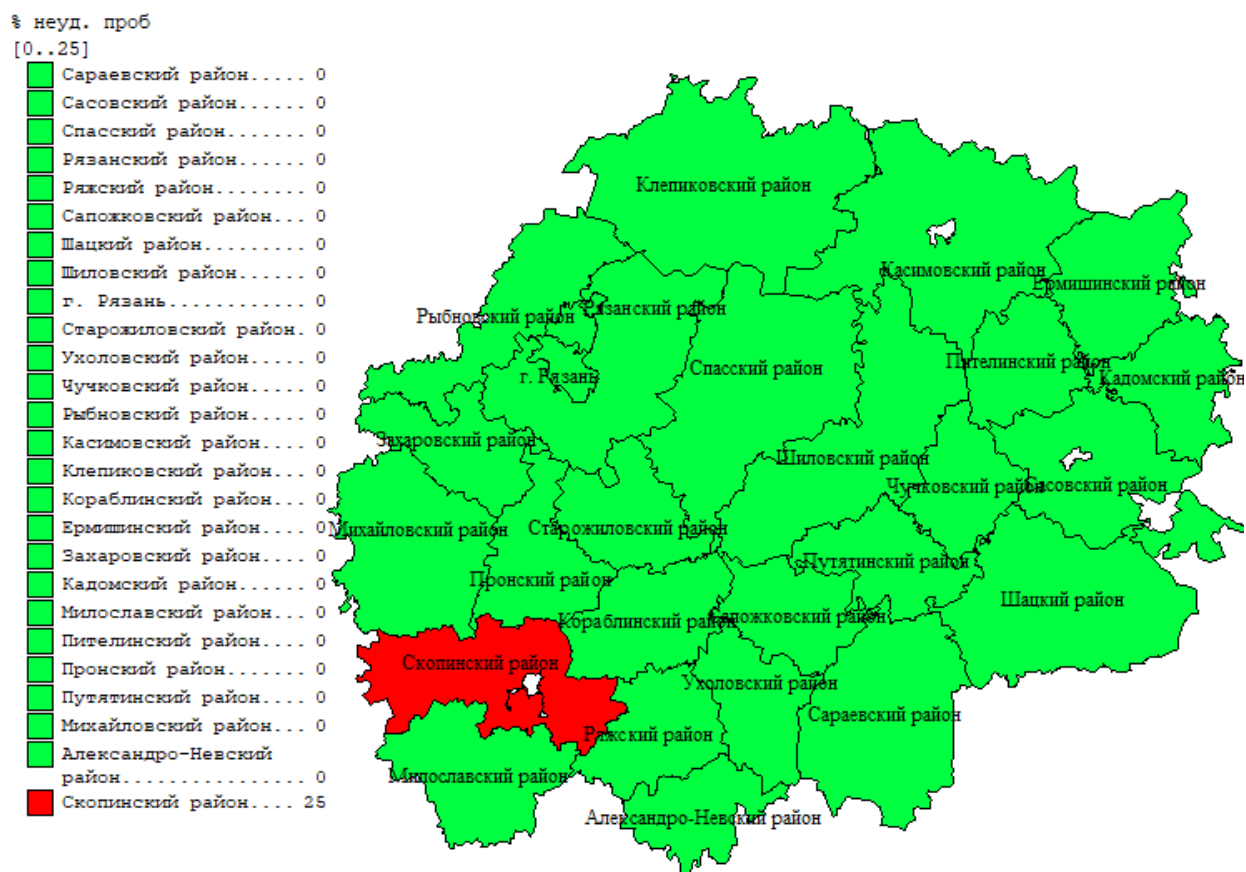 % неуд. проб
[0..25]
Сараевский район..... 0
Сасовский район...... 0
Спасский район....... 0
Рязанский район...... 0
Ряжский район........ 0
Сапожковский район... 0
Шацкий район......... 0
Шиловский район...... 0
г. Рязань............ 0
Старожиловский район. 0
Ухоловский район..... 0
Чучковский район..... 0
Рыбновский район..... 0
Касимовский район.... 0
Клепиковский район... 0
Кораблинский район... 0
Ермишинский район.... 0
Захаровский район.... 0
Кадомский район...... 0
Милославский район... 0
Пителинский район.... 0
Пронский район....... 0
Путятинский район.... 0
Михайловский район... 0
Александро-Невский
район................ 0
Скопинский район.... 25
Клепиковский район
Касимовский район
Ермишинский район
Рязанский район
Рыбновский район
Пителинский район
Спасский район
г. Рязань
Кадомский район
Захаровский район
Шиловский район
Чучковский район
Сасовский район
Михайловский район
Старожиловский район
Путятинский район
Пронский район
Шацкий район
Кораблинский район
Сапожковский район
Скопинский район
Ухоловский район
Сараевский район
Ряжский район
Милославский район
Александро-Невский район